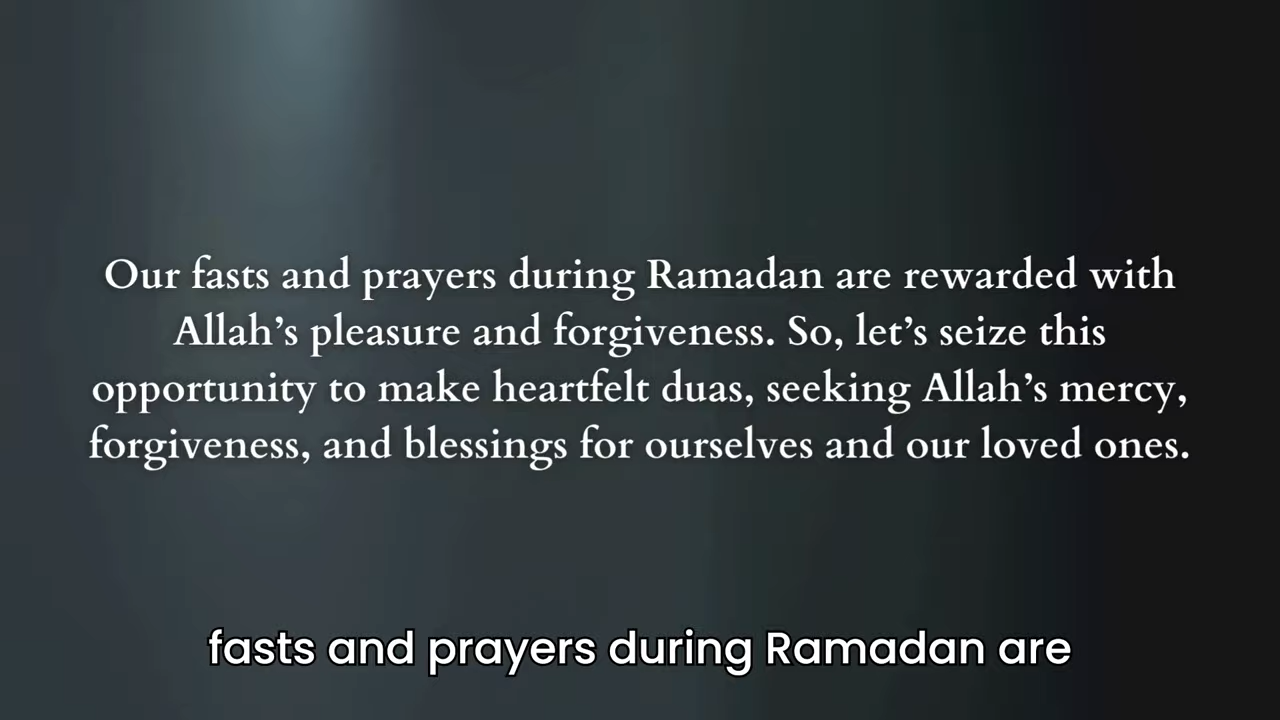 Our fasts and prayers during Ramadan are rewarded with
Allah’s pleasure and forgiveness. So, let’s seize this
opportunity to make heartfelt duas, seeking Allah’s mercy,
forgiveness, and blessings for ourselves and our loved ones.
fasts and prayers during Ramadan are